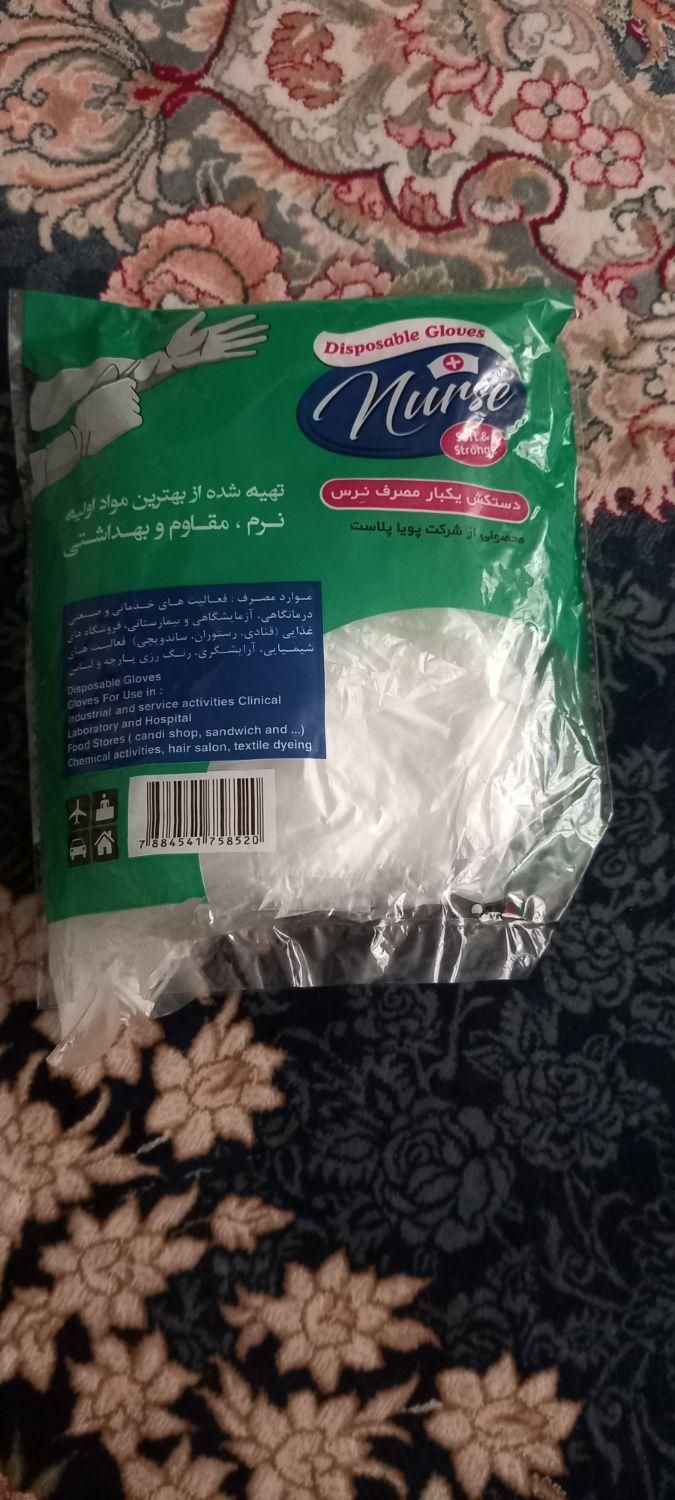 Disposable Gloves
Nurse
Soft &
Strong
دستکش یکبار مصرف نرس
محصولی از شرکت پویا پلاست
تهیه شده از بهترین مواد اولیه
نرم ، مقاوم و بهداشتی
موارد مصرف : فعالیت های خدماتی و صنعتی
درمانگاهی، آزمایشگاهی و بیمارستانی، فروشگاه های
غذایی (قنادی، رستوران، ساندویچی) فعالیت های
شیمیایی، آرایشگری، رنگ رزی پارچه و لباس
Disposable Gloves
Gloves For Use in :
Industrial and service activities Clinical
Laboratory and Hospital
Food Stores ( candi shop, sandwich and ...)
Chemical activities, hair salon, textile dyeing
7 884541 758520